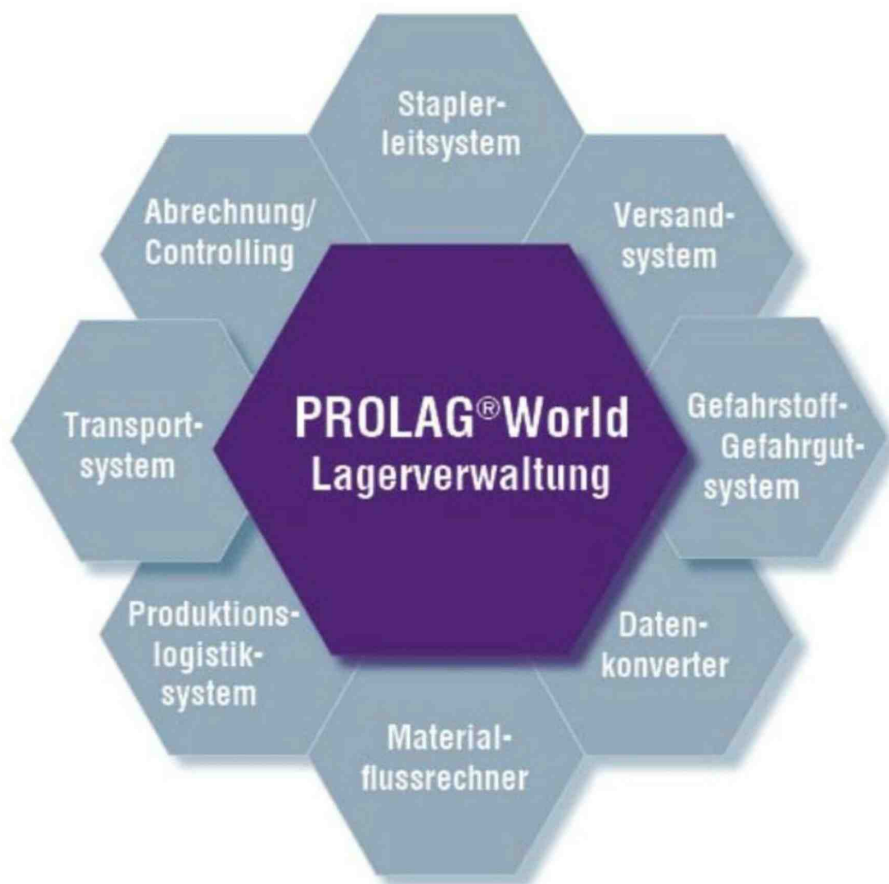 Stapler-
leitsystem
Abrechnung/
Controlling
Versand-
system
PROLAG®World
Lagerverwaltung
Transport-
system
Gefahrstoff-
Gefahrgut-
system
Produktions-
logistik-
system
Daten-
konverter
Material-
flussrechner